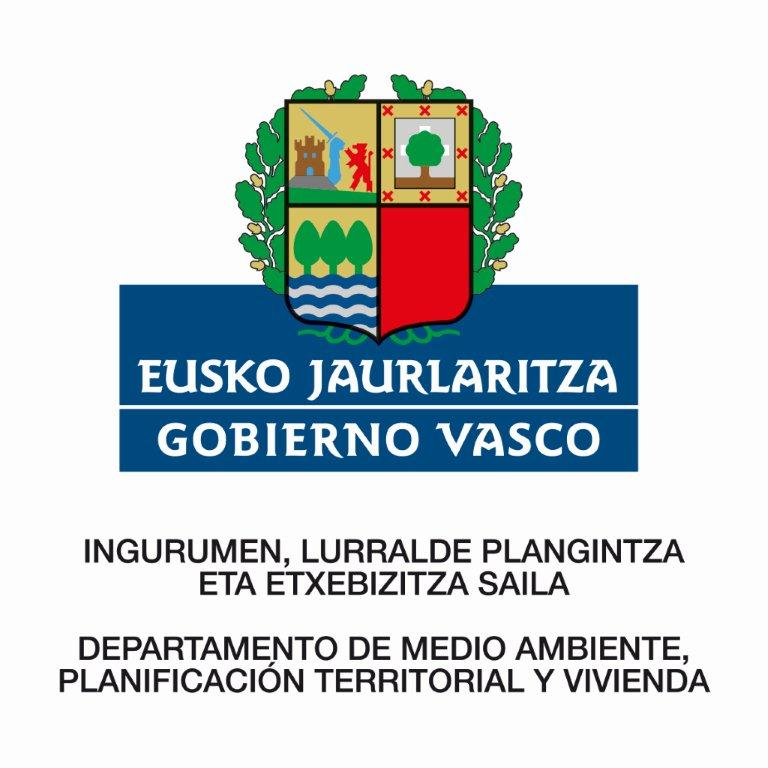 EUSKO JAURLARITZA
GOBIERNO VASCO
INGURUMEN, LURRALDE PLANGINTZA
ETA ETXEBIZITZA SAILA
DEPARTAMENTO DE MEDIO AMBIENTE,
PLANIFICACIÓN TERRITORIAL Y VIVIENDA